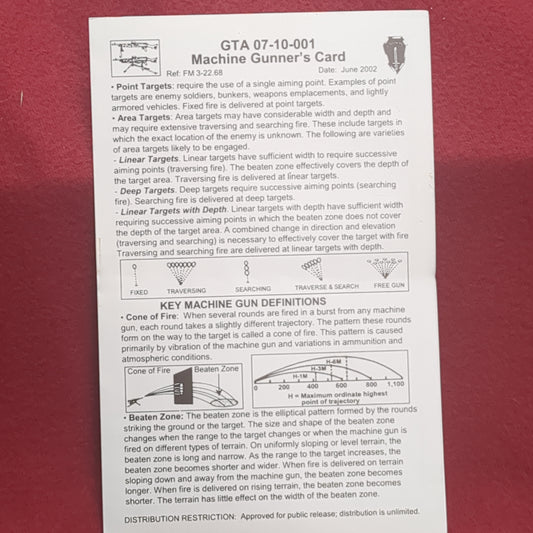 GTA 07-10-001
Machine Gunner's Card
Ref: FM 3-22.68 Date: June 2002
• Point Targets: require the use of a single aiming point. Examples of point
targets are enemy soldiers, bunkers, weapons emplacements, and lightly
armored vehicles. Fixed fire is delivered at point targets.
• Area Targets: Area targets may have considerable width and depth and
may require extensive traversing and searching fire. These include targets in
which the exact location of the enemy is unknown. The following are varieties
of area targets likely to be engaged.
- Linear Targets. Linear targets have sufficient width to require successive
aiming points (traversing fire). The beaten zone effectively covers the depth of
the target area. Traversing fire is delivered at linear targets.
- Deep Targets. Deep targets require successive aiming points (searching
fire). Searching fire is delivered at deep targets.
- Linear Targets with Depth. Linear targets with depth have sufficient width
requiring successive aiming points in which the beaten zone does not cover
the depth of the target area. A combined change in direction and elevation
(traversing and searching) is necessary to effectively cover the target with fire
Traversing and searching fire are delivered at linear targets with depth.
FIXED TRAVERSING SEARCHING TRAVERSE & SEARCH FREE GUN
KEY MACHINE GUN DEFINITIONS
• Cone of Fire: When several rounds are fired in a burst from any machine
gun, each round takes a slightly different trajectory. The pattern these rounds
form on the way to the target is called a cone of fire. This pattern is caused
primarily by vibration of the machine gun and variations in ammunition and
atmospheric conditions.
Cone of Fire Beaten Zone
H-6M
H-3M
H-1M
0 200 400 600 800 1,100
H = Maximum ordinate highest
point of trajectory
• Beaten Zone: The beaten zone is the elliptical pattern formed by the rounds
striking the ground or the target. The size and shape of the beaten zone
changes when the range to the target changes or when the machine gun is
fired on different types of terrain. On uniformly sloping or level terrain, the
beaten zone is long and narrow. As the range to the target increases, the
beaten zone becomes shorter and wider. When fire is delivered on terrain
sloping down and away from the machine gun, the beaten zone becomes
longer. When fire is delivered on rising terrain, the beaten zone becomes
shorter. The terrain has little effect on the width of the beaten zone.
DISTRIBUTION RESTRICTION: Approved for public release; distribution is unlimited.